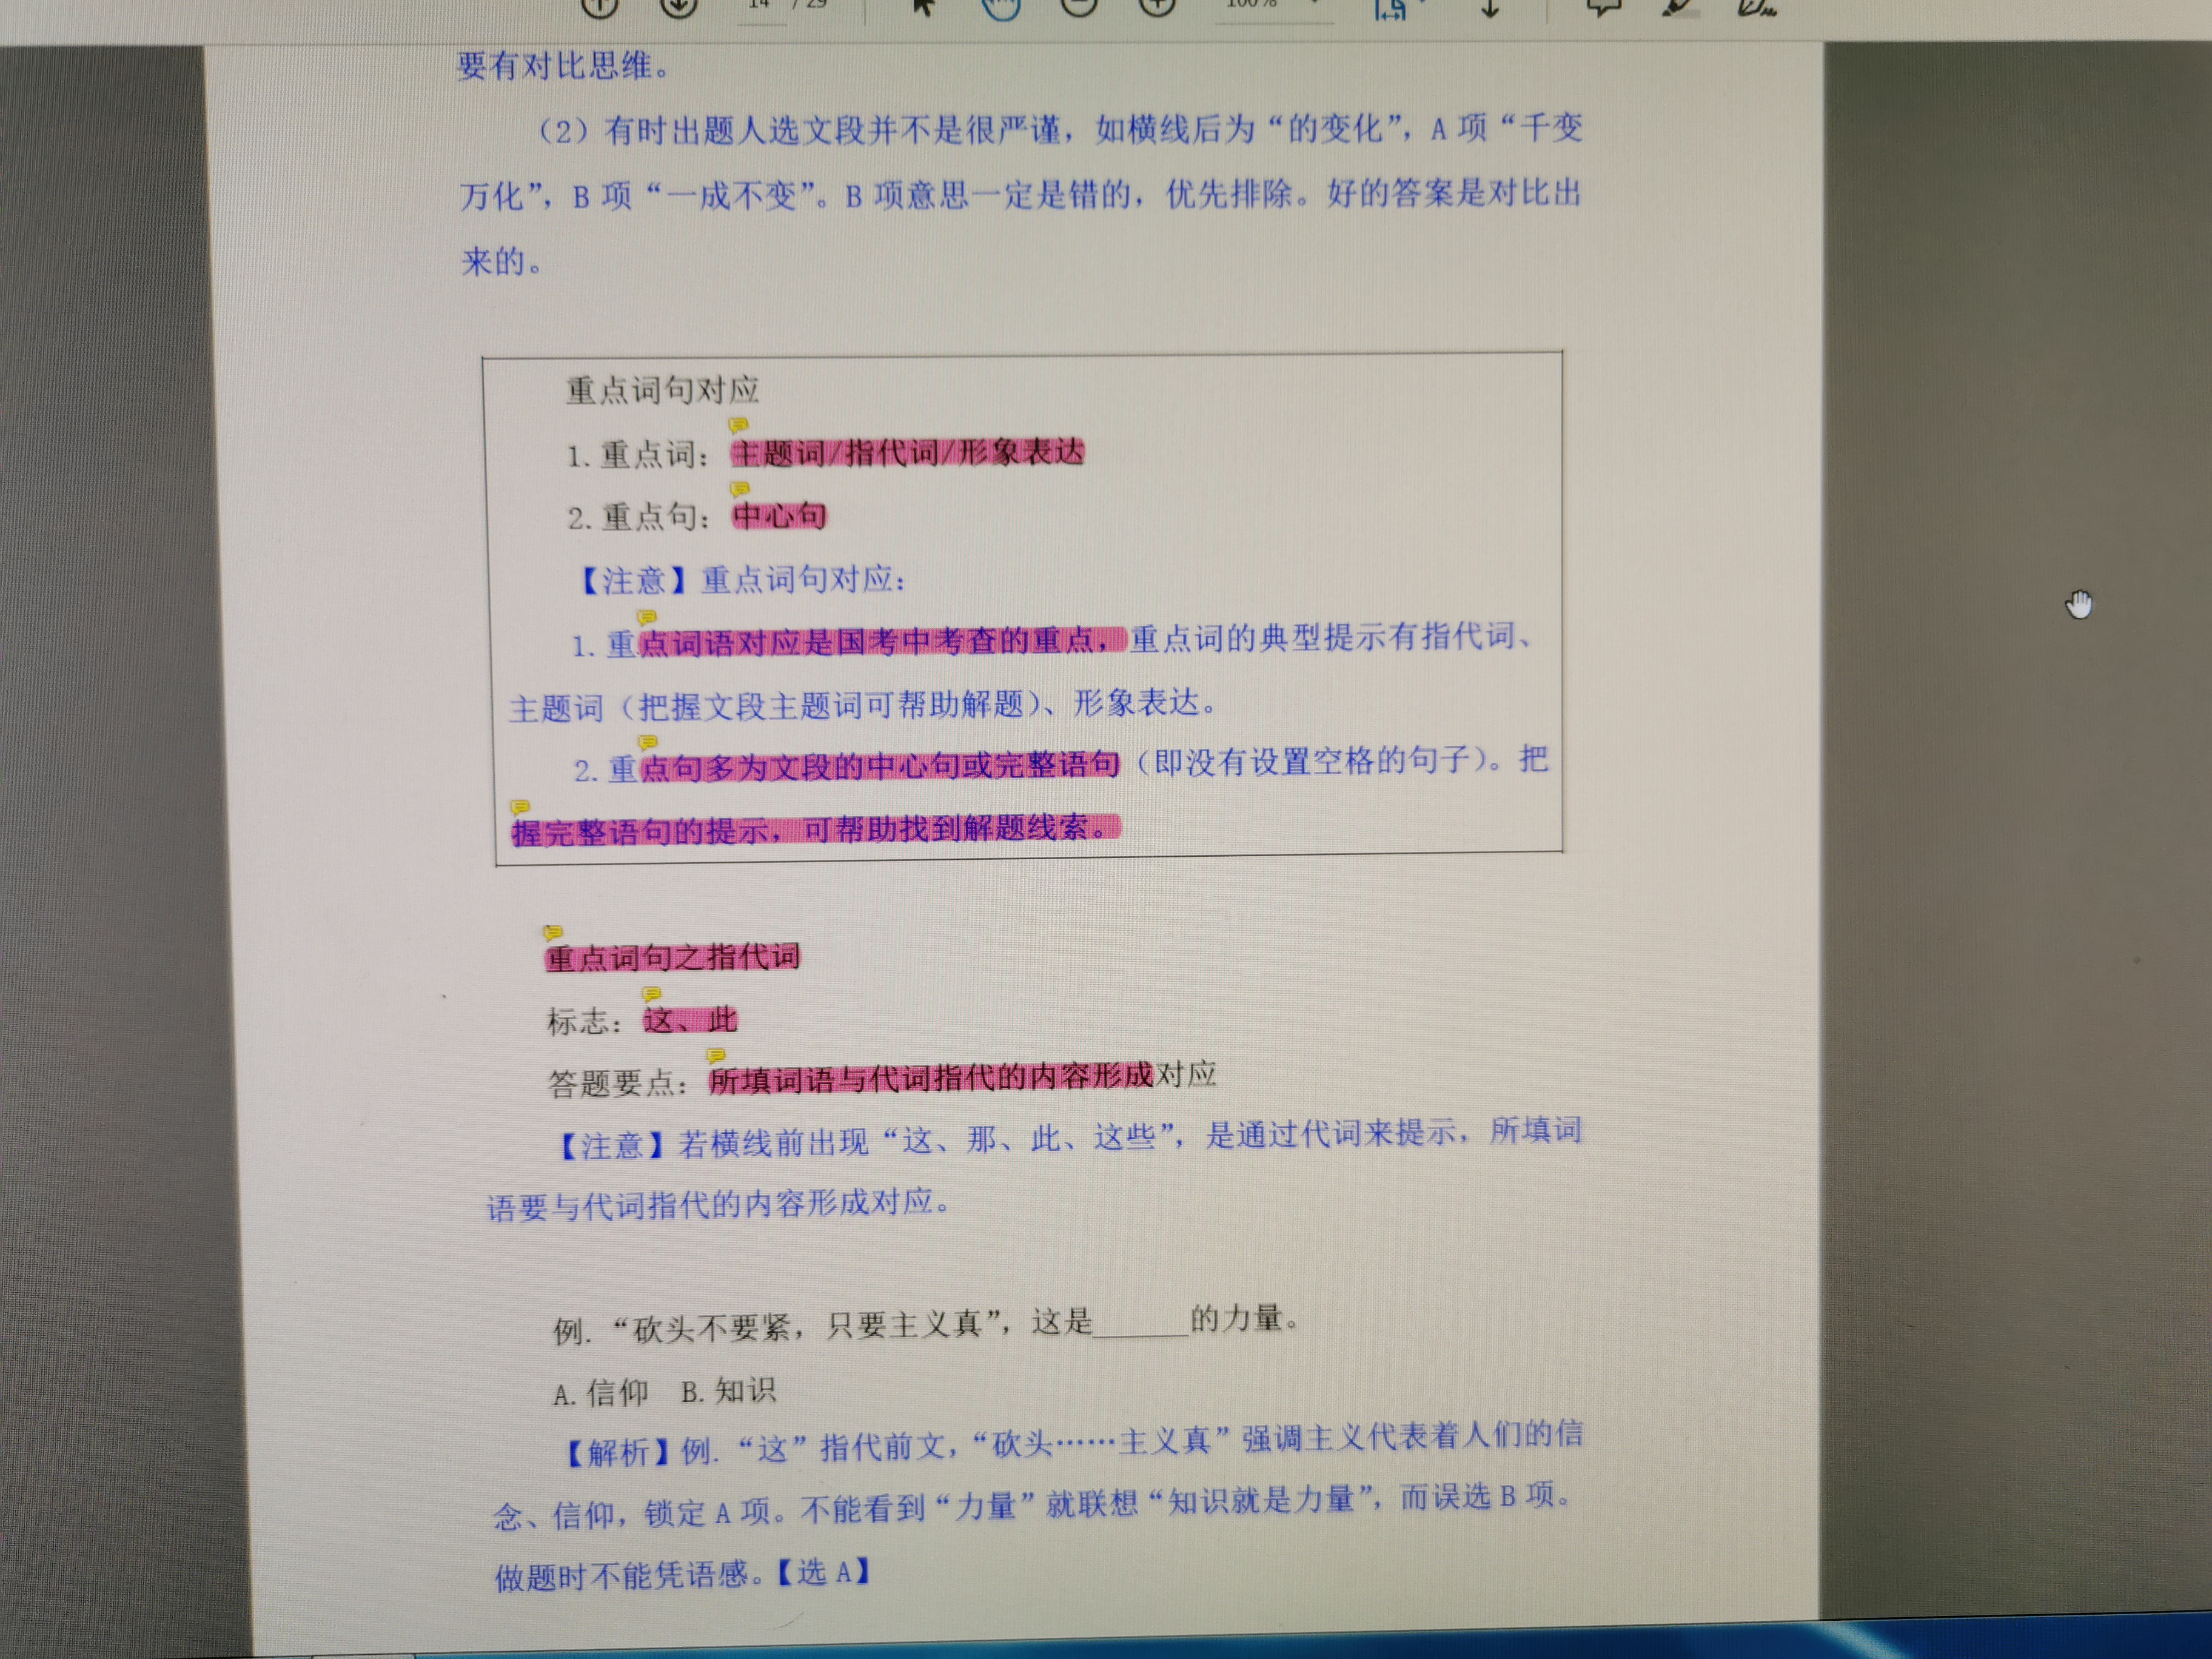 14 / 29
100%
要有对比思维。
（2）有时出题人选文段并不是很严谨，如横线后为“的变化”，A 项“千变
万化”，B 项“一成不变”。B 项意思一定是错的，优先排除。好的答案是对比出
来的。
重点词句对应
1. 重点词：主题词/指代词/形象表达
2. 重点句：中心句
【注意】重点词句对应：
1. 重点词语对应是国考中考查的重点，重点词的典型提示有指代词、
主题词（把握文段主题词可帮助解题）、形象表达。
2. 重点句多为文段的中心句或完整语句（即没有设置空格的句子）。把
握完整语句的提示，可帮助找到解题线索。
重点词句之指代词
标志：这、此
答题要点：所填词语与代词指代的内容形成对应
【注意】若横线前出现“这、那、此、这些”，是通过代词来提示，所填词
语要与代词指代的内容形成对应。
例. “砍头不要紧，只要主义真”，这是______的力量。
A. 信仰 B. 知识
【解析】例. “这”指代前文，“砍头……主义真”强调主义代表着人们的信
念、信仰，锁定 A 项。不能看到“力量”就联想“知识就是力量”，而误选 B 项。
做题时不能凭语感。【选 A】